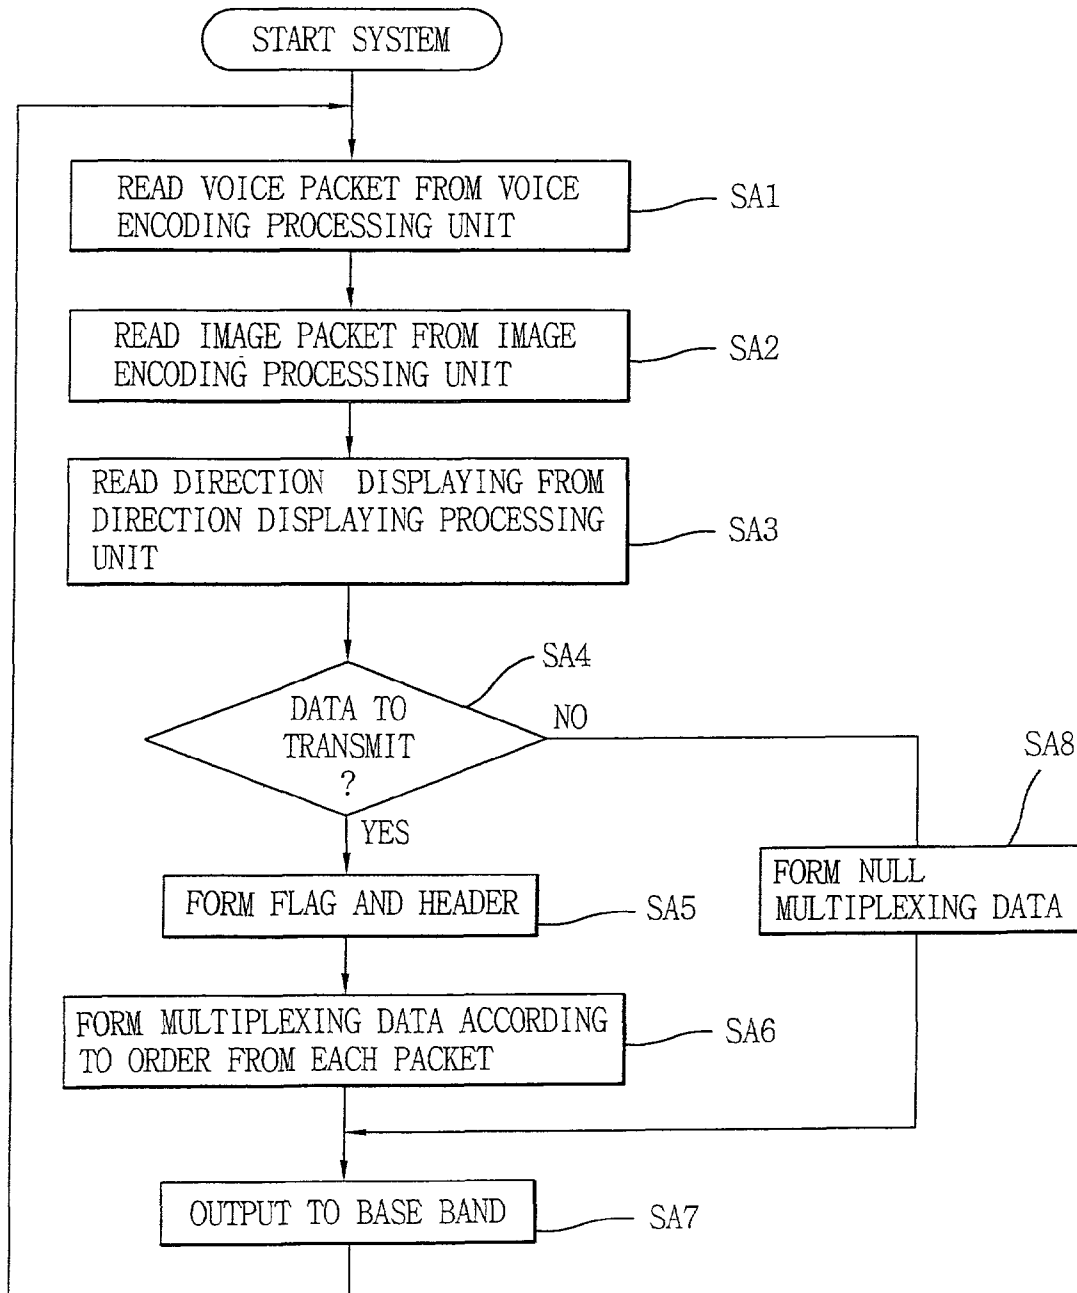 START SYSTEM
READ VOICE PACKET FROM VOICE
ENCODING PROCESSING UNIT
SA1
READ IMAGE PACKET FROM IMAGE
ENCODING PROCESSING UNIT
SA2
READ DIRECTION DISPLAYING FROM
DIRECTION DISPLAYING PROCESSING
UNIT
SA3
SA4
DATA TO
TRANSMIT
?
NO
YES
SA8
FORM NULL
MULTIPLEXING DATA
FORM FLAG AND HEADER
SA5
FORM MULTIPLEXING DATA ACCORDING
TO ORDER FROM EACH PACKET
SA6
OUTPUT TO BASE BAND
SA7